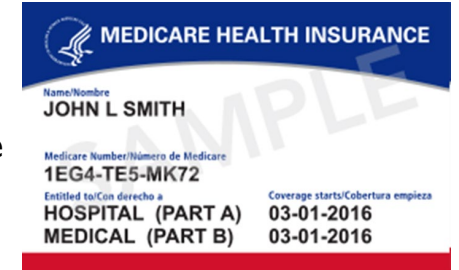 MEDICARE HEALTH INSURANCE
Name/Nombre
JOHN L SMITH
Medicare Number/Número de Medicare
1EG4-TE5-MK72
Entitled to/Con derecho a Coverage starts/Cobertura empieza
HOSPITAL (PART A) 03-01-2016
MEDICAL (PART B) 03-01-2016
SAMPLE
e